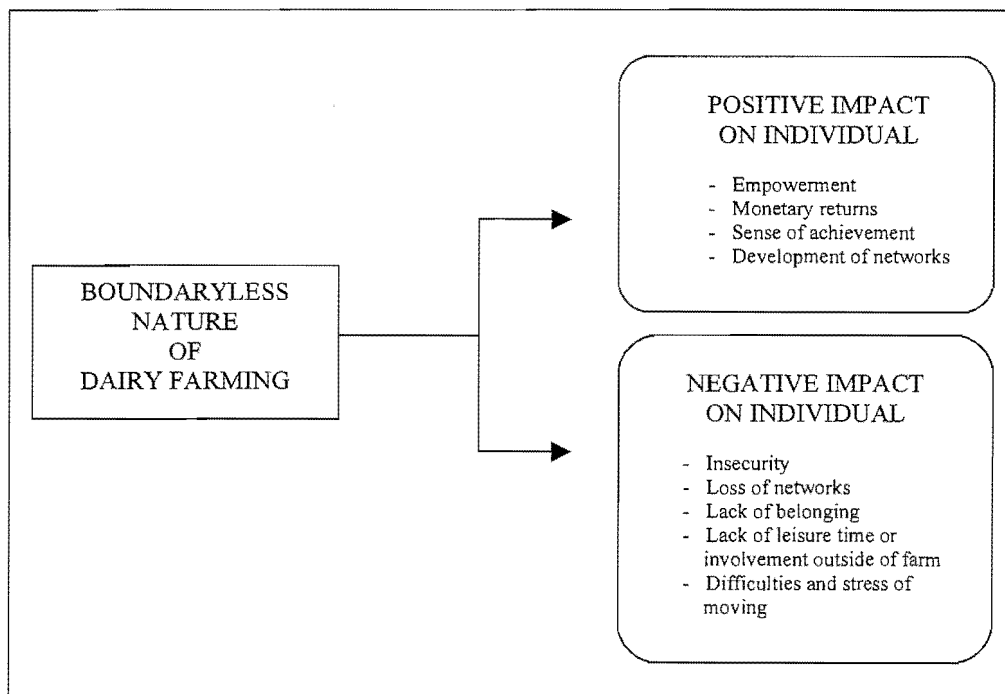 BOUNDARYLESS
NATURE
OF
DAIRY FARMING
POSITIVE IMPACT
ON INDIVIDUAL
- Empowerment
- Monetary returns
- Sense of achievement
- Development of networks
NEGATIVE IMPACT
ON INDIVIDUAL
- Insecurity
- Loss of networks
- Lack of belonging
- Lack of leisure time or
involvement outside of farm
- Difficulties and stress of
moving